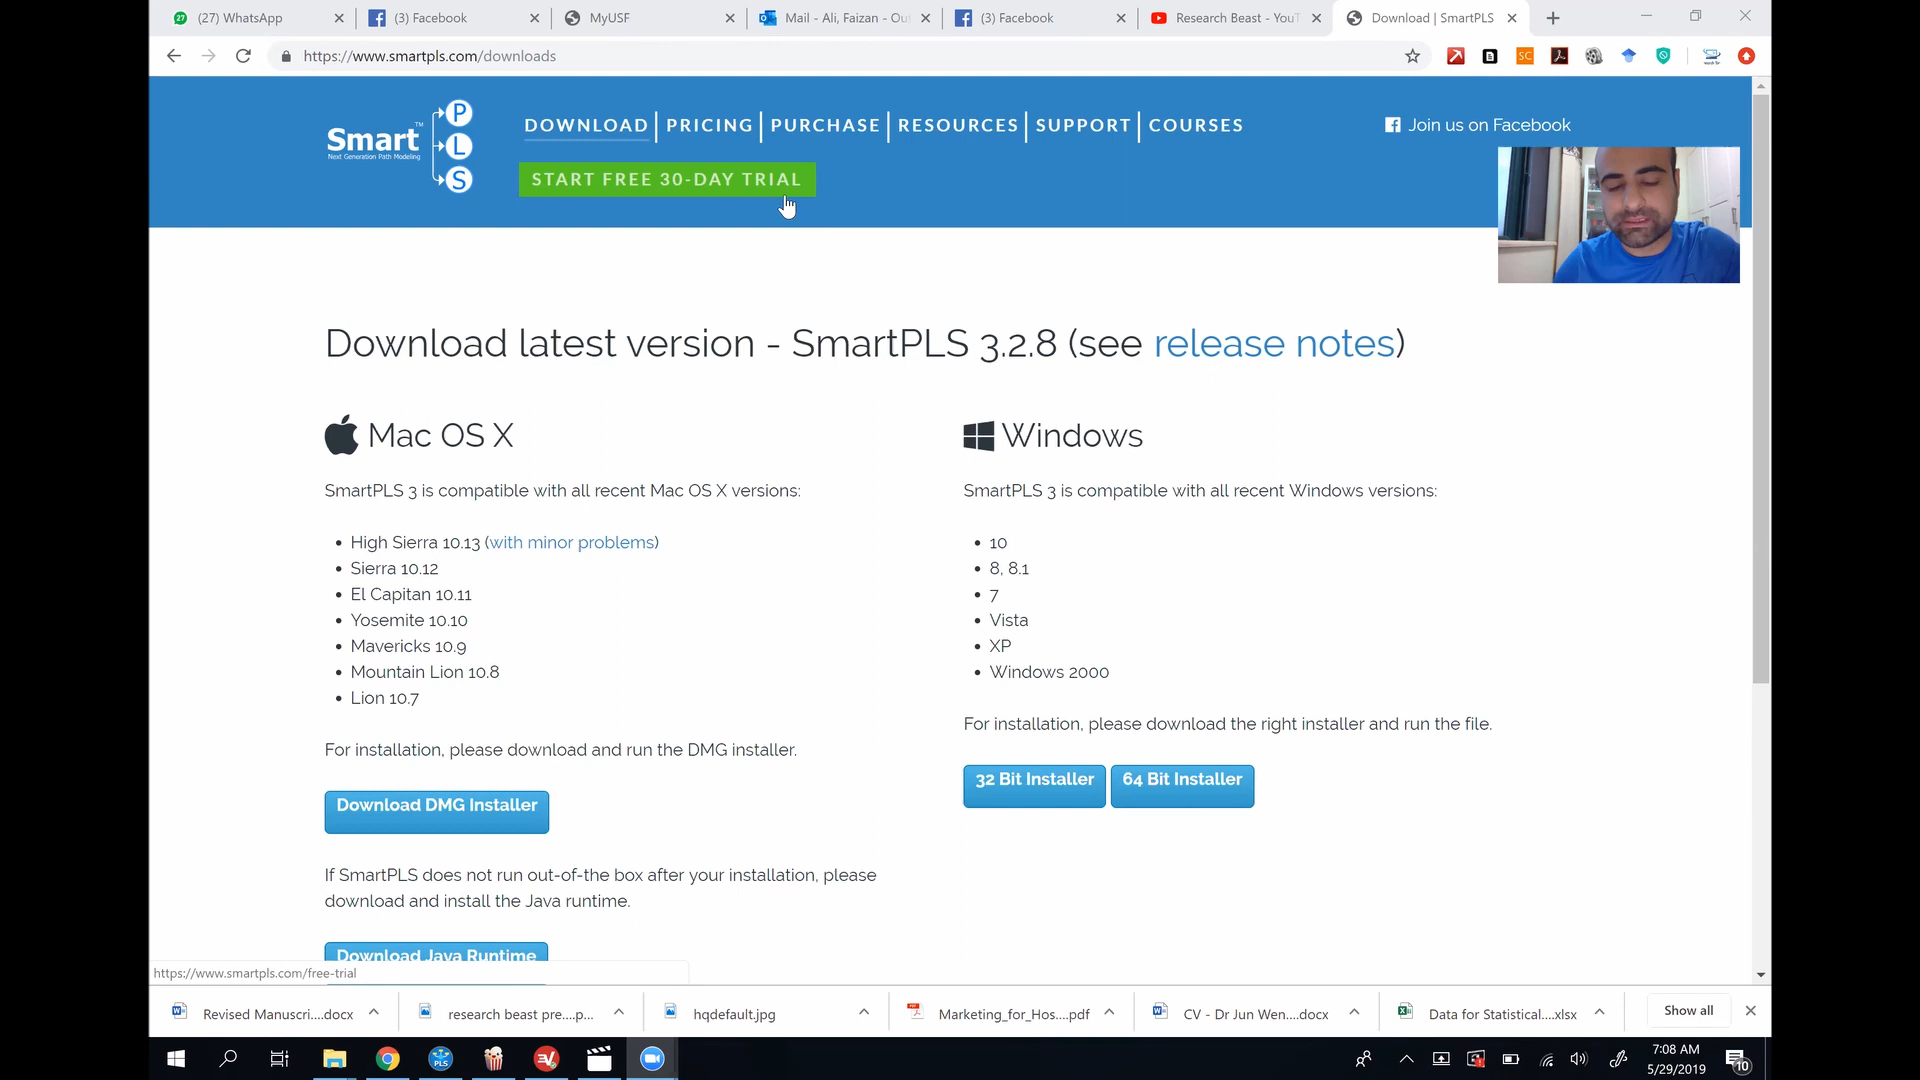 (27) WhatsApp
(3) Facebook
MyUSF
Mail - Ali, Faizan - Ou
(3) Facebook
Research Beast - YouT
Download | SmartPLS
https://www.smartpls.com/downloads
Smart™ PLS
Next Generation Path Modeling
DOWNLOAD | PRICING | PURCHASE | RESOURCES | SUPPORT | COURSES
Join us on Facebook
START FREE 30-DAY TRIAL
Download latest version - SmartPLS 3.2.8 (see release notes)
Mac OS X
SmartPLS 3 is compatible with all recent Mac OS X versions:
• High Sierra 10.13 (with minor problems)
• Sierra 10.12
• El Capitan 10.11
• Yosemite 10.10
• Mavericks 10.9
• Mountain Lion 10.8
• Lion 10.7
For installation, please download and run the DMG installer.
Download DMG Installer
If SmartPLS does not run out-of-the box after your installation, please
download and install the Java runtime.
Download Java Runtime
Windows
SmartPLS 3 is compatible with all recent Windows versions:
• 10
• 8, 8.1
• 7
• Vista
• XP
• Windows 2000
For installation, please download the right installer and run the file.
32 Bit Installer
64 Bit Installer
https://www.smartpls.com/free-trial
Revised Manuscri....docx
research beast pre....p...
hqdefault.jpg
Marketing_for_Hos....pdf
CV - Dr Jun Wen....docx
Data for Statistical....xlsx
Show all
7:08 AM
5/29/2019
10